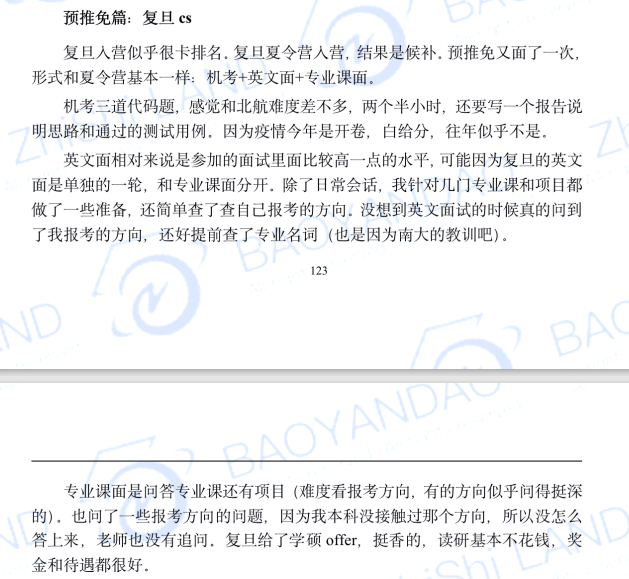 预推免篇：复旦 cs
复旦入营似乎很卡排名。复旦夏令营入营，结果是候补。预推免又面了一次，
形式和夏令营基本一样：机考+英文面+专业课面。
机考三道代码题，感觉和北航难度差不多，两个半小时，还要写一个报告说
明思路和通过的测试用例。因为疫情今年是开卷，白给分，往年似乎不是。
英文面相对来说是参加的面试里面比较高一点的水平，可能因为复旦的英文
面是单独的一轮，和专业课面分开。除了日常会话，我针对几门专业课和项目都
做了一些准备，还简单查了查自己报考的方向。没想到英文面试的时候真的问到
了我报考的方向，还好提前查了专业名词（也是因为南大的教训吧）。
123
专业课面是问答专业课还有项目（难度看报考方向，有的方向似乎问得挺深
的）。也问了一些报考方向的问题，因为我本科没接触过那个方向，所以没怎么
答上来，老师也没有追问。复旦给了学硕 offer，挺香的，读研基本不花钱，奖
金和待遇都很好。
BAOYANDAO
ZhiShi LAND
BAOYANDAO
BAOYANDAO